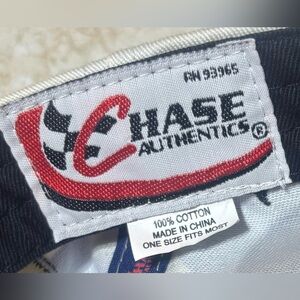 RN 93965
CHASE
AUTHENTICS®
100% COTTON
MADE IN CHINA
ONE SIZE FITS MOST